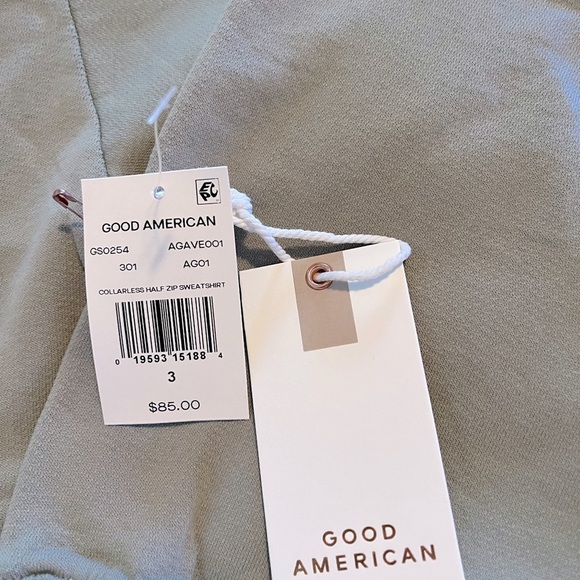 GOOD AMERICAN
GS0254 AGAVE001
301 AG01
COLLARLESS HALF ZIP SWEATSHIRT
0 19593 15188 4
3
$85.00
GOOD
AMERICAN